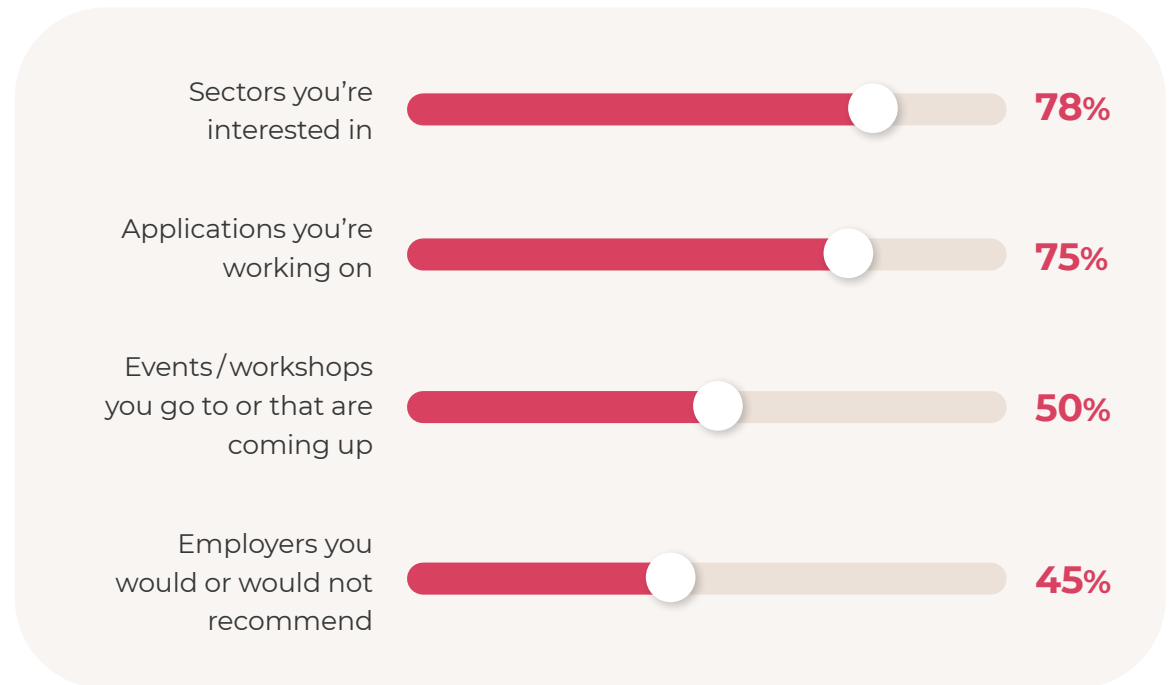 Sectors you’re
interested in
78%
Applications you’re
working on
75%
Events/workshops
you go to or that are
coming up
50%
Employers you
would or would not
recommend
45%